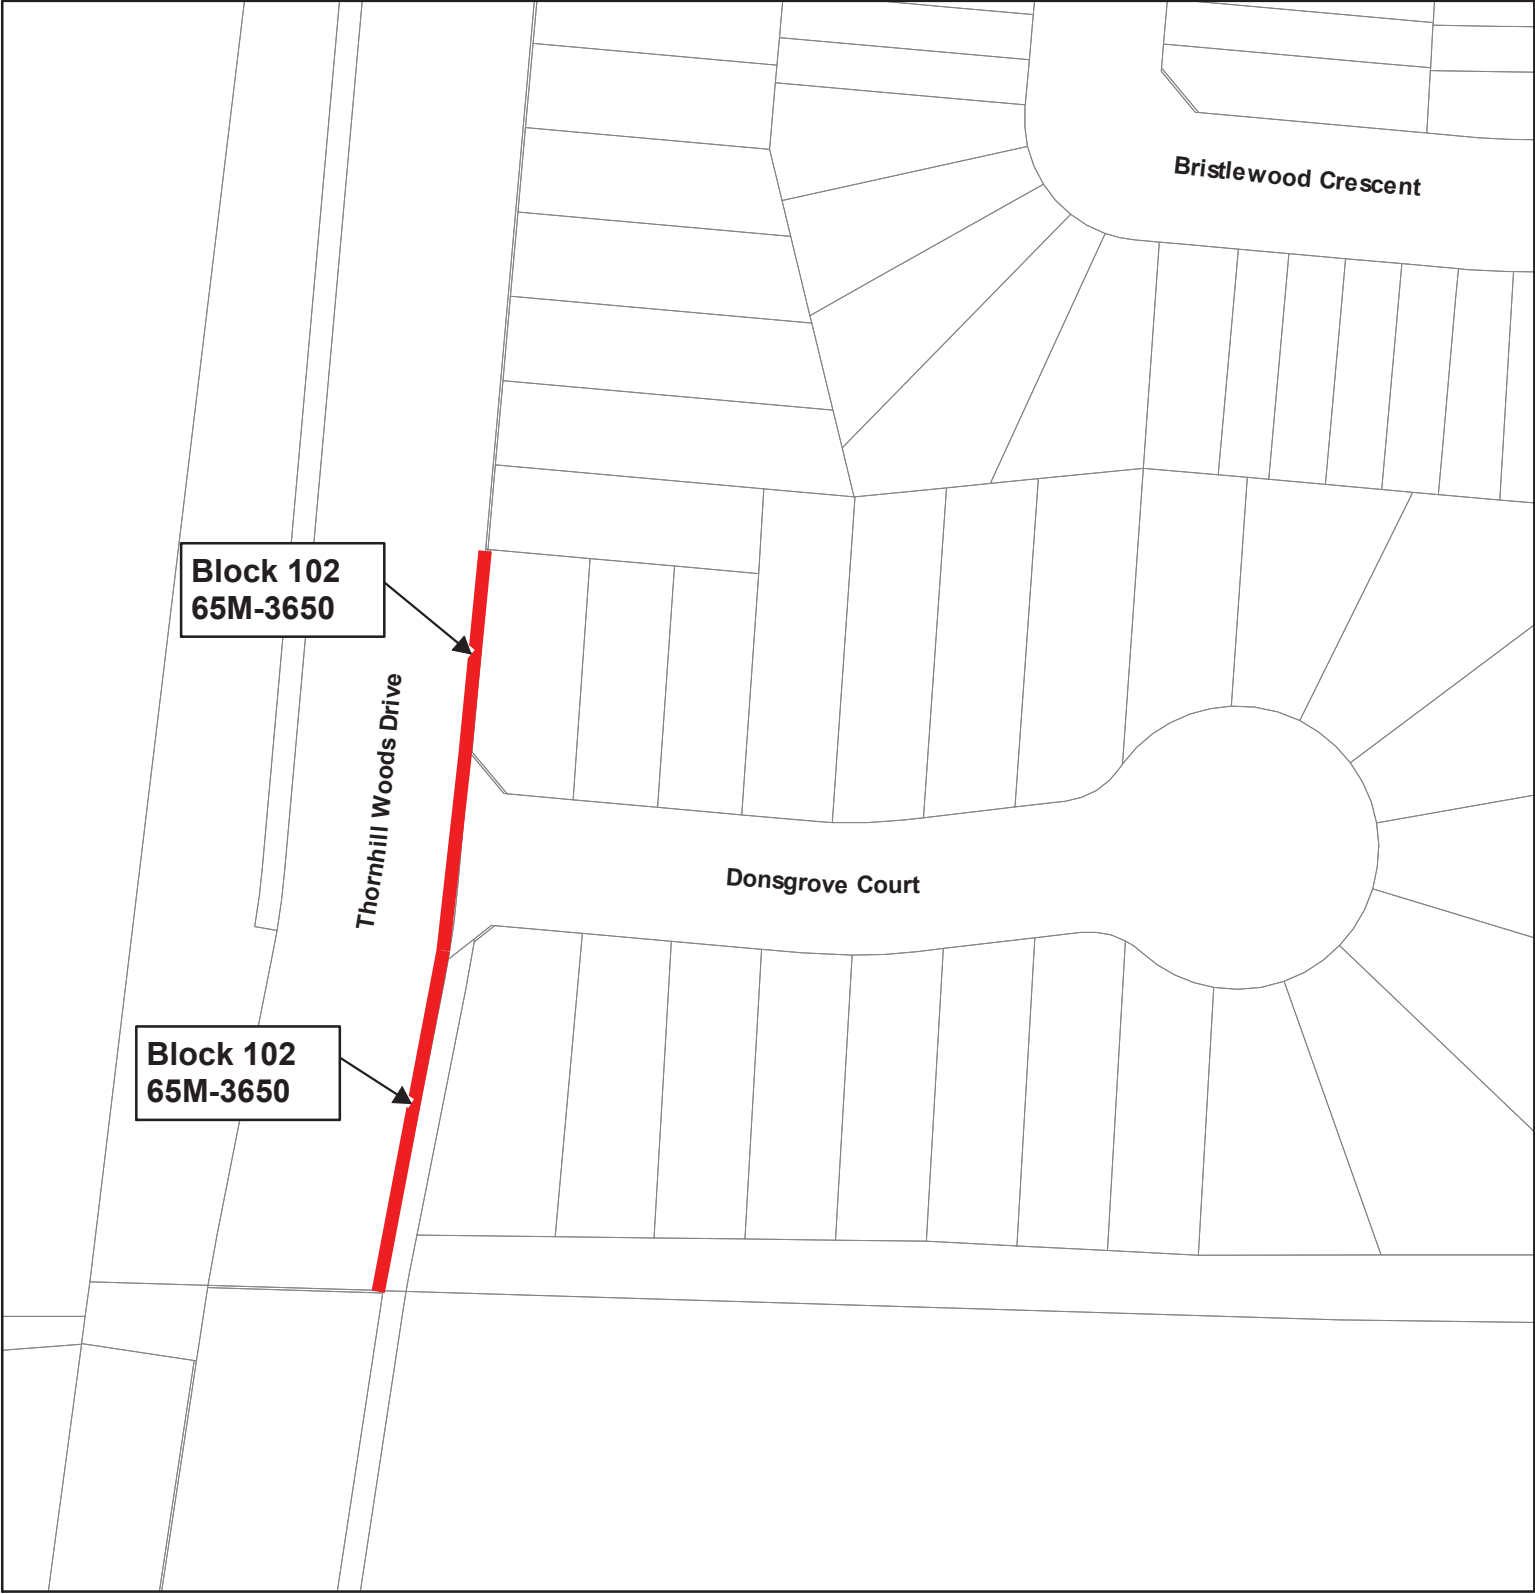 Bristlewood Crescent
Block 102
65M-3650
Thornhill Woods Drive
Donsgrove Court
Block 102
65M-3650